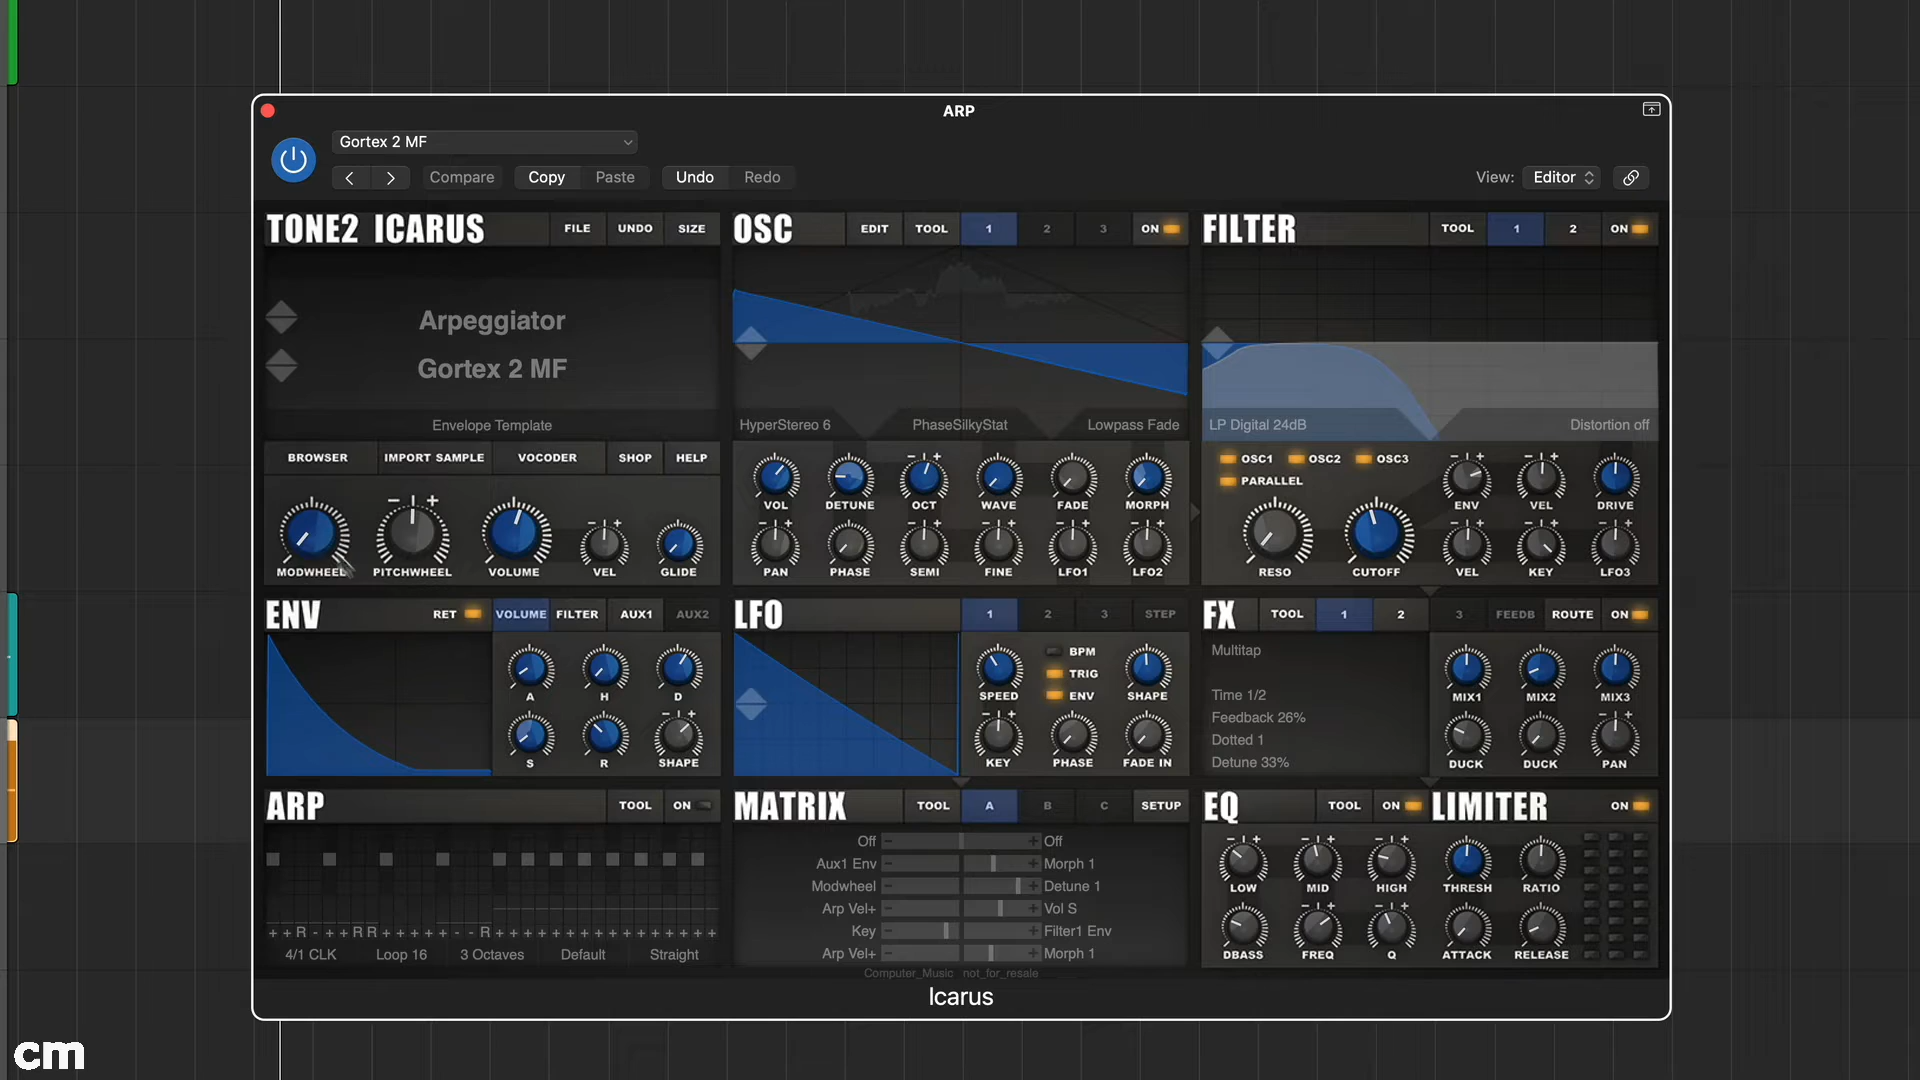 ARP
Gortex 2 MF
Compare Copy Paste Undo Redo
View: Editor
TONE2 ICARUS FILE UNDO SIZE
Arpeggiator
Gortex 2 MF
Envelope Template
BROWSER IMPORT SAMPLE VOCODER SHOP HELP
MODWHEEL PITCHWHEEL VOLUME VEL GLIDE
OSC EDIT TOOL 1 2 3 ON
HyperStereo 6 PhaseSilkyStat Lowpass Fade
VOL DETUNE OCT WAVE FADE MORPH
PAN PHASE SEMI FINE LFO1 LFO2
FILTER TOOL 1 2 ON
LP Digital 24dB Distortion off
OSC1 OSC2 OSC3
PARALLEL
ENV VEL DRIVE
RESO CUTOFF VEL KEY LFO3
ENV RET VOLUME FILTER AUX1 AUX2
A H D
S R SHAPE
LFO 1 2 3 STEP
BPM
TRIG
ENV
SPEED SHAPE
KEY PHASE FADE IN
FX TOOL 1 2 3 FEEDB ROUTE ON
Multitap
Time 1/2
Feedback 26%
Dotted 1
Detune 33%
MIX1 MIX2 MIX3
DUCK DUCK PAN
ARP TOOL ON
+ + R - + + R R + + + + + - - R + + + + + + + + + + + + + + + +
4/1 CLK Loop 16 3 Octaves Default Straight
MATRIX TOOL A B C SETUP
Off - + Off
Aux1 Env - + Morph 1
Modwheel - + Detune 1
Arp Vel+ - + Vol S
Key - + Filter1 Env
Arp Vel+ - + Morph 1
Computer_Music not_for_resale
EQ TOOL ON LIMITER ON
LOW MID HIGH THRESH RATIO
DBASS FREQ Q ATTACK RELEASE
Icarus
cm